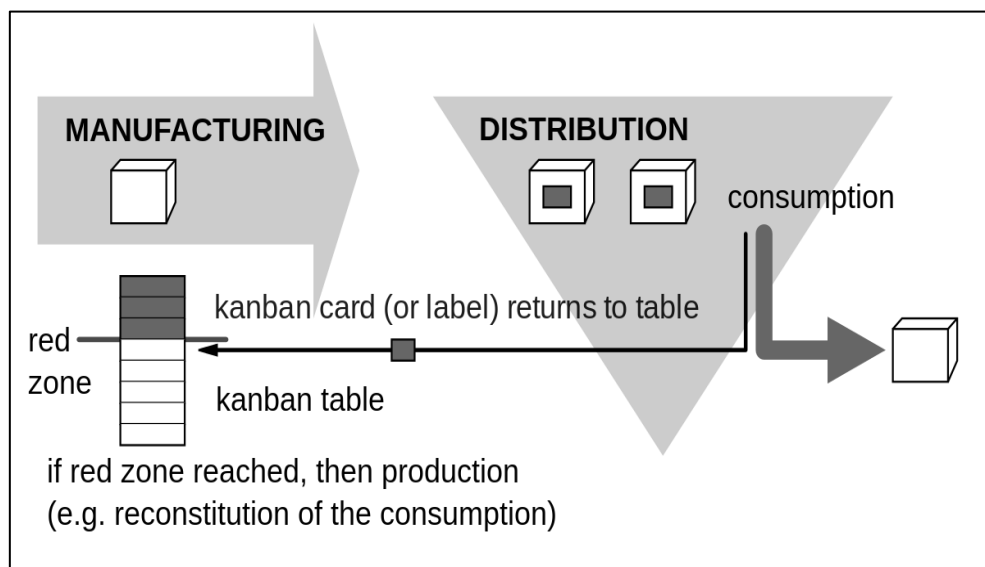 MANUFACTURING
DISTRIBUTION
consumption
kanban card (or label) returns to table
red
zone
kanban table
if red zone reached, then production
(e.g. reconstitution of the consumption)